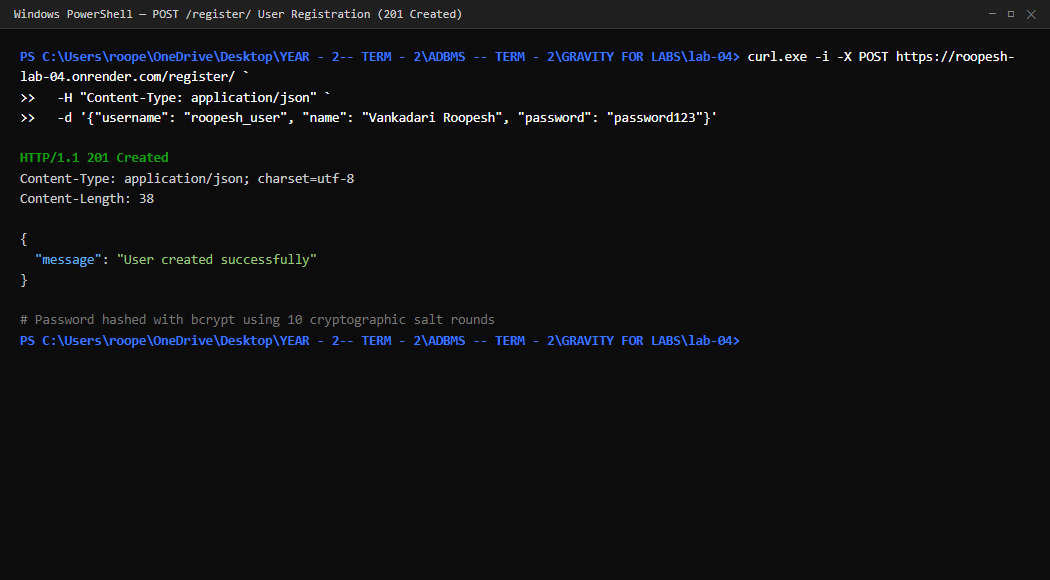 Windows PowerShell — POST /register/ User Registration (201 Created)
PS C:\Users\roope\OneDrive\Desktop\YEAR - 2-- TERM - 2\ADBMS -- TERM - 2\GRAVITY FOR LABS\lab-04> curl.exe -i -X POST https://roopesh-
lab-04.onrender.com/register/ `
>>   -H "Content-Type: application/json" `
>>   -d '{"username": "roopesh_user", "name": "Vankadari Roopesh", "password": "password123"}'
HTTP/1.1 201 Created
Content-Type: application/json; charset=utf-8
Content-Length: 38
{
  "message": "User created successfully"
}
# Password hashed with bcrypt using 10 cryptographic salt rounds
PS C:\Users\roope\OneDrive\Desktop\YEAR - 2-- TERM - 2\ADBMS -- TERM - 2\GRAVITY FOR LABS\lab-04>